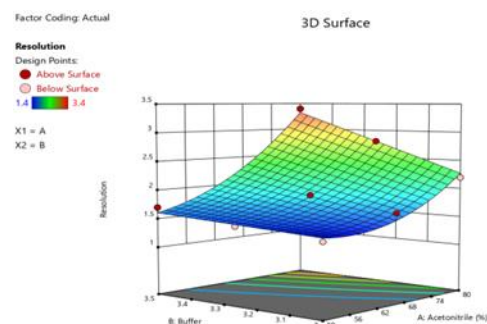 Factor Coding: Actual
3D Surface
Resolution
Design Points:
Above Surface
Below Surface
1.4 3.4
X1 = A
X2 = B
3.5
3
2.5
2
1.5
1
Resolution
3.5
3.4
3.3
3.2
3.1
B: Buffer
56
62
68
74
80
A: Acetonitrile (%)